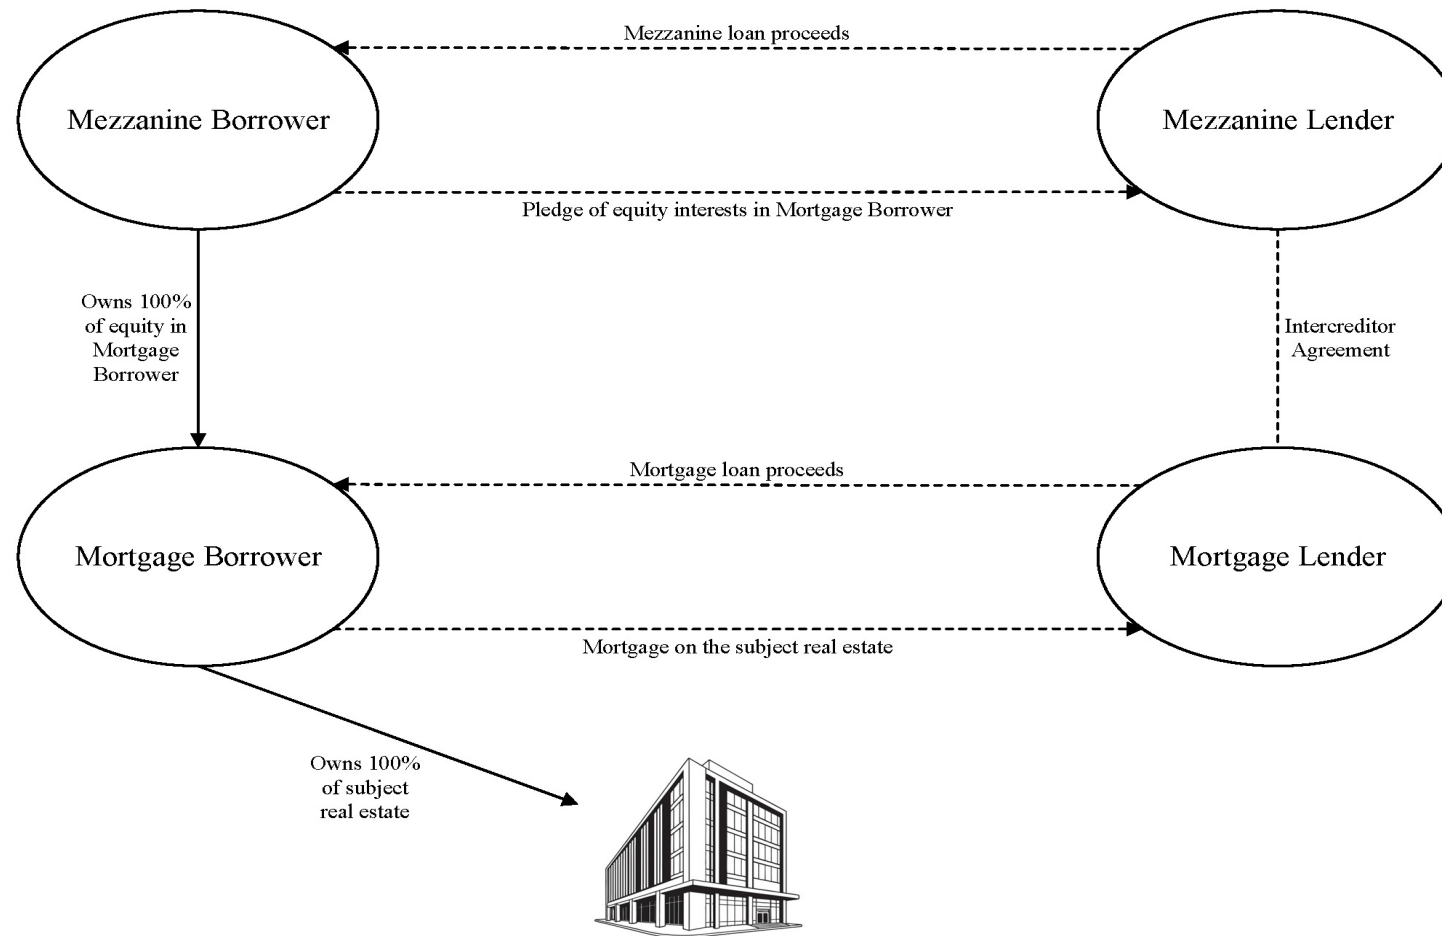 Mezzanine loan proceeds
Mezzanine Borrower
Mezzanine Lender
Pledge of equity interests in Mortgage Borrower
Owns 100%
of equity in
Mortgage
Borrower
Intercreditor
Agreement
Mortgage loan proceeds
Mortgage Borrower
Mortgage Lender
Mortgage on the subject real estate
Owns 100%
of subject
real estate